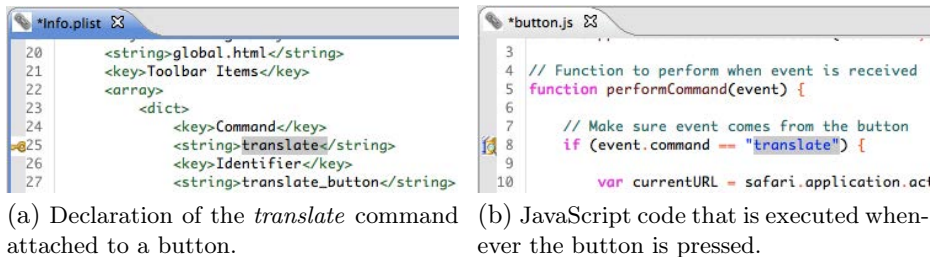 *Info.plist
20 <string>global.html</string>
21 <key>Toolbar Items</key>
22 <array>
23 <dict>
24 <key>Command</key>
25 <string>translate</string>
26 <key>Identifier</key>
27 <string>translate_button</string>
(a) Declaration of the translate command
attached to a button.
*button.js
3
4 // Function to perform when event is received
5 function performCommand(event) {
6
7 // Make sure event comes from the button
8 if (event.command == "translate") {
9
10 var currentURL = safari.application.act
(b) JavaScript code that is executed when-
ever the button is pressed.